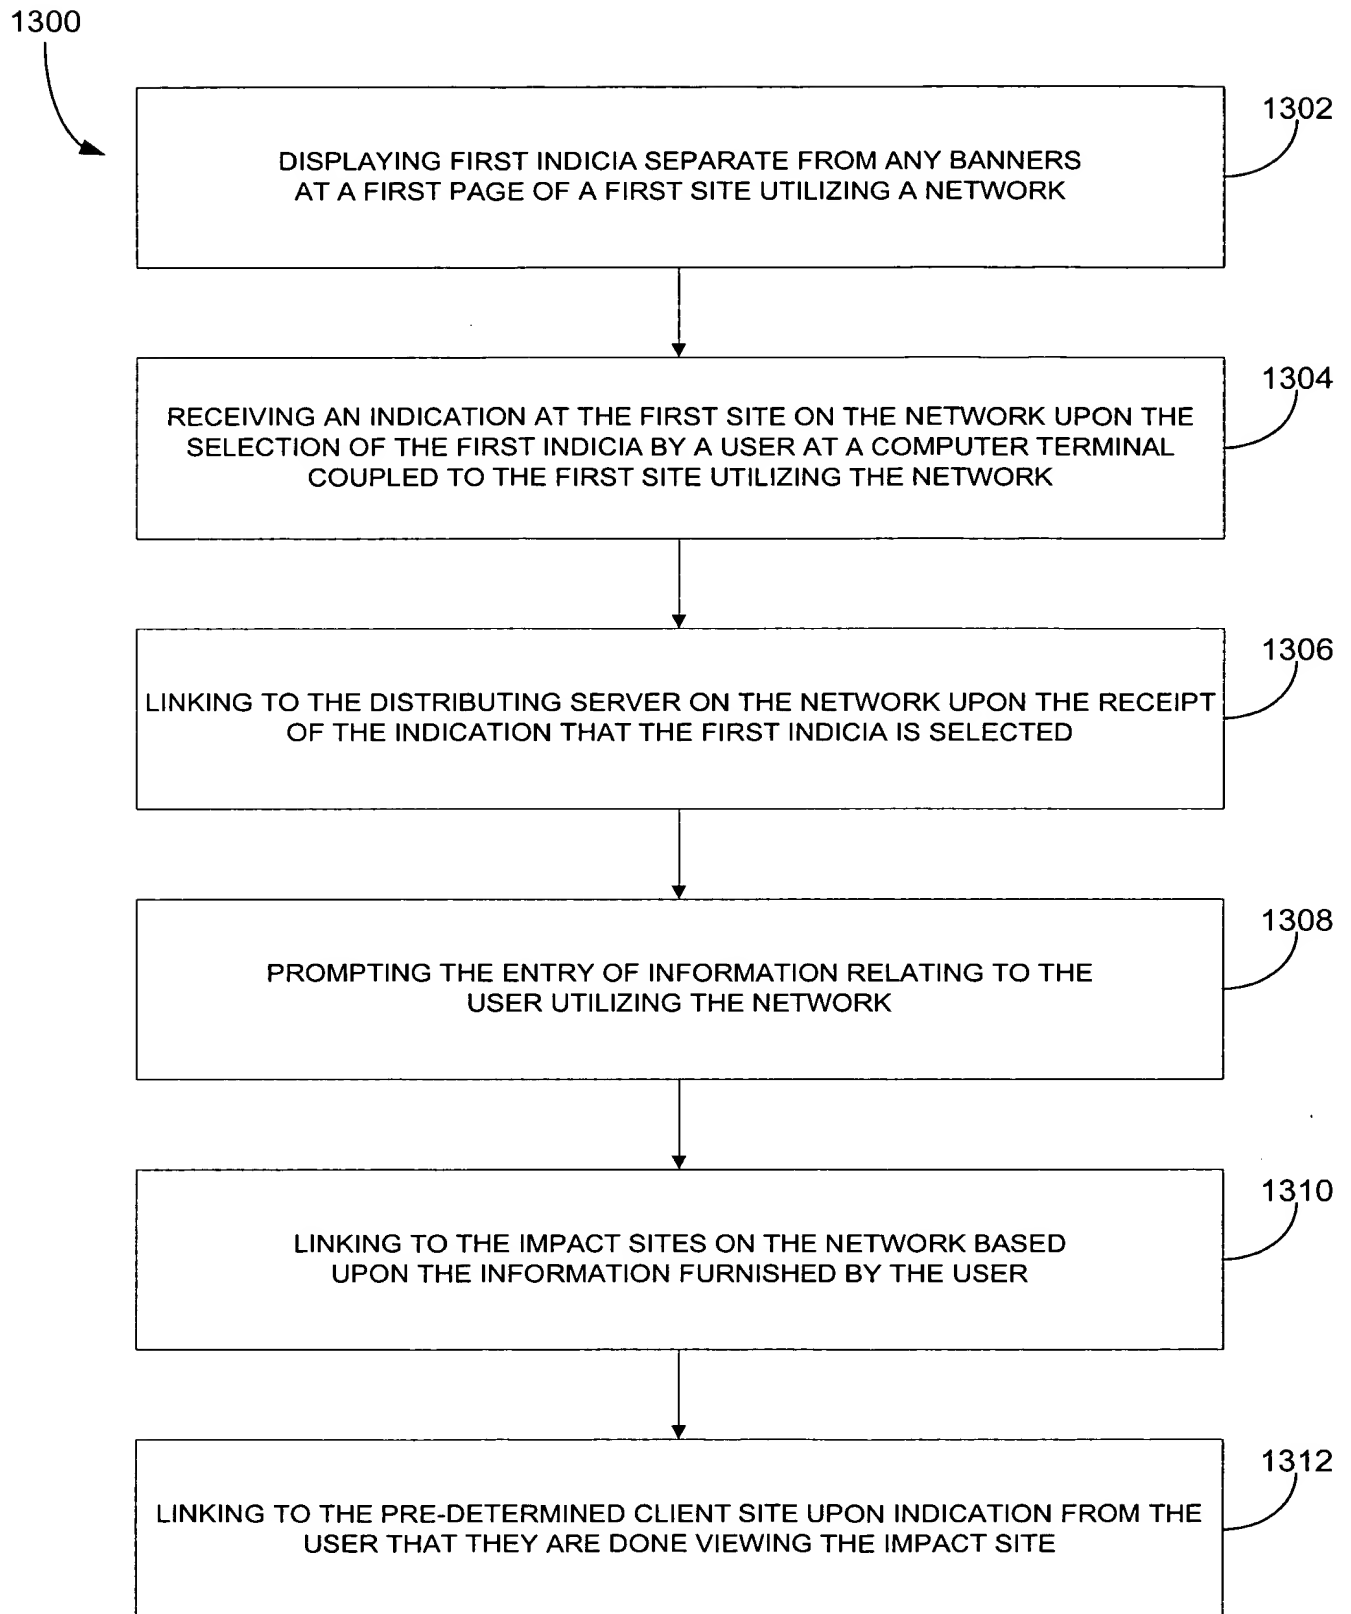 1300
1302
DISPLAYING FIRST INDICIA SEPARATE FROM ANY BANNERS
AT A FIRST PAGE OF A FIRST SITE UTILIZING A NETWORK
1304
RECEIVING AN INDICATION AT THE FIRST SITE ON THE NETWORK UPON THE
SELECTION OF THE FIRST INDICIA BY A USER AT A COMPUTER TERMINAL
COUPLED TO THE FIRST SITE UTILIZING THE NETWORK
1306
LINKING TO THE DISTRIBUTING SERVER ON THE NETWORK UPON THE RECEIPT
OF THE INDICATION THAT THE FIRST INDICIA IS SELECTED
1308
PROMPTING THE ENTRY OF INFORMATION RELATING TO THE
USER UTILIZING THE NETWORK
1310
LINKING TO THE IMPACT SITES ON THE NETWORK BASED
UPON THE INFORMATION FURNISHED BY THE USER
1312
LINKING TO THE PRE-DETERMINED CLIENT SITE UPON INDICATION FROM THE
USER THAT THEY ARE DONE VIEWING THE IMPACT SITE